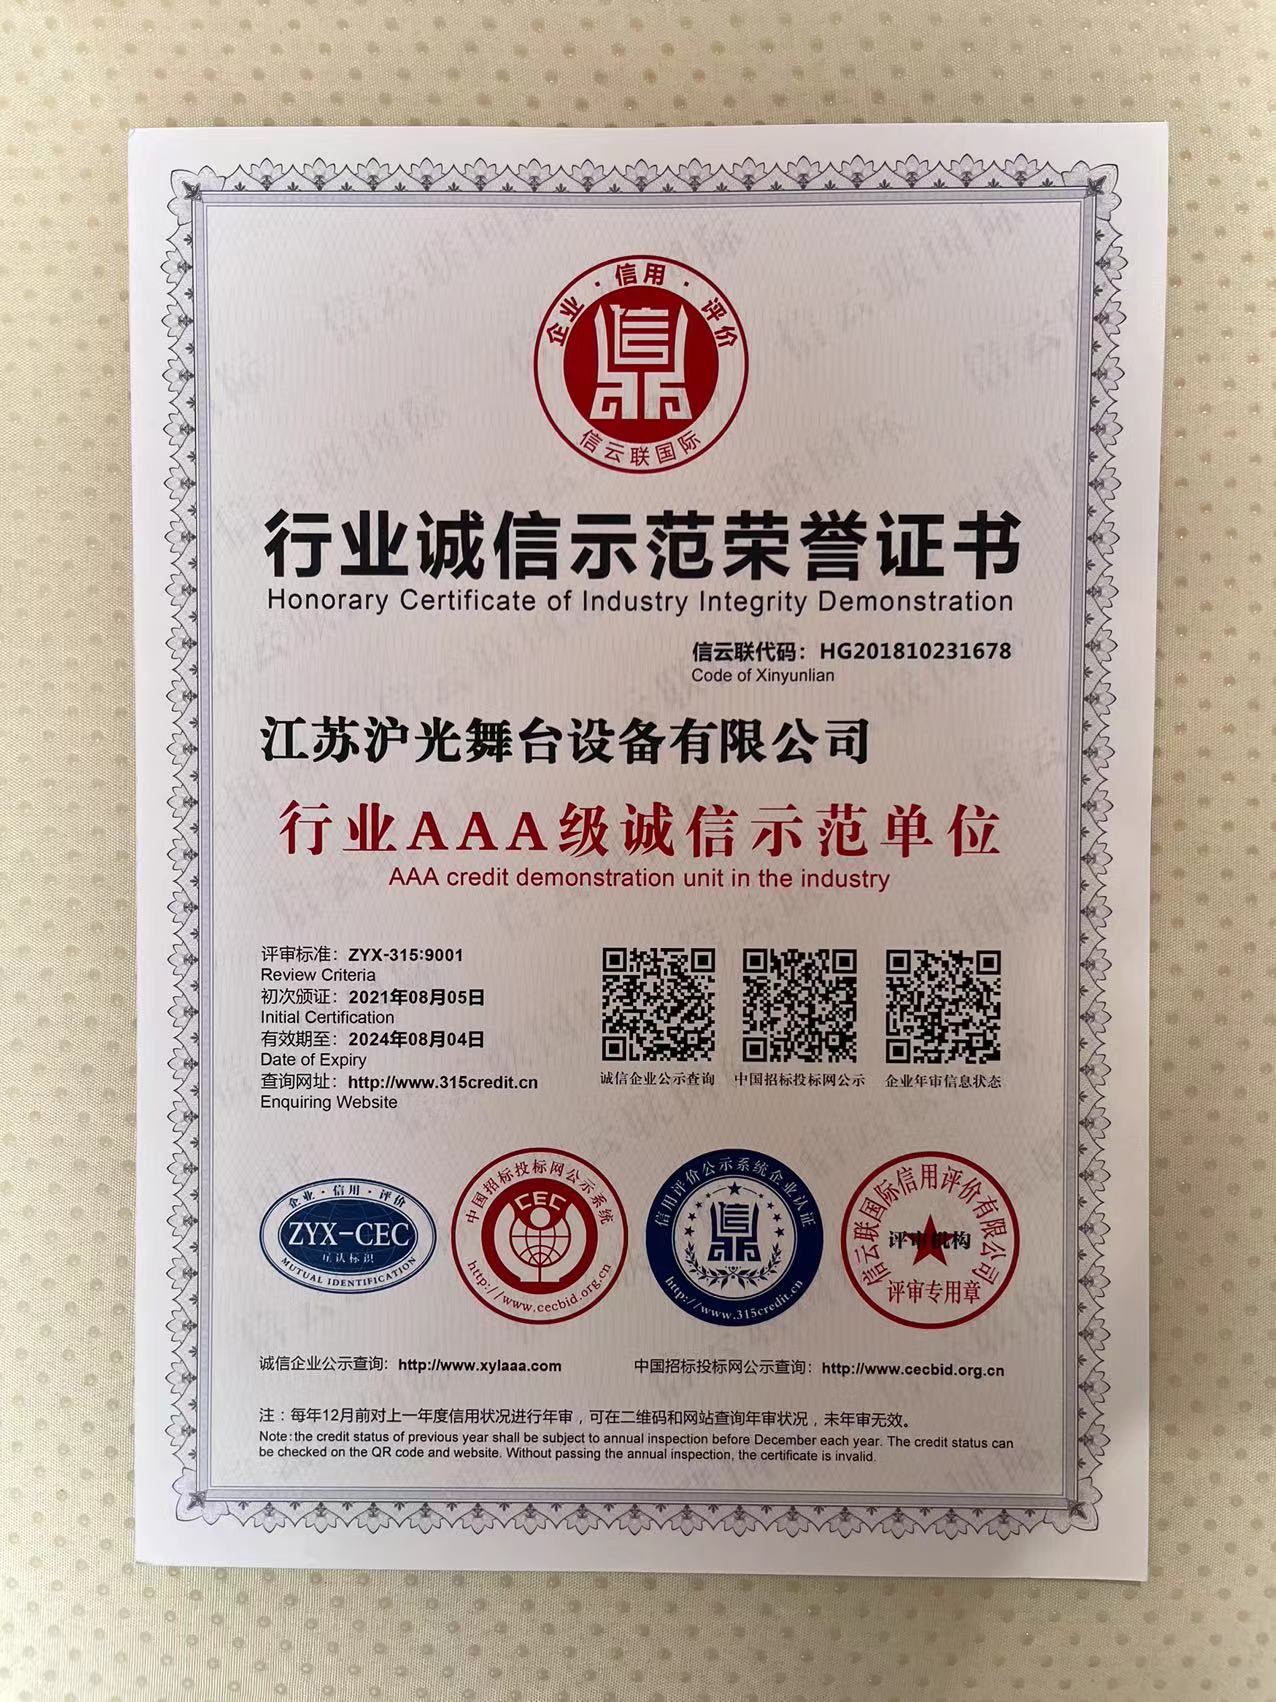 企业·信用·评价
信
信云联国际
行业诚信示范荣誉证书
Honorary Certificate of Industry Integrity Demonstration
信云联代码：HG201810231678
Code of Xinyunlian
江苏沪光舞台设备有限公司
行业AAA级诚信示范单位
AAA credit demonstration unit in the industry
评审标准：ZYX-315:9001
Review Criteria
初次颁证：2021年08月05日
Initial Certification
有效期至：2024年08月04日
Date of Expiry
查询网址：http://www.315credit.cn
Enquiring Website
诚信企业公示查询 中国招标投标网公示 企业年审信息状态
企业·信用·评价
ZYX-CEC
互认标识
MUTUAL IDENTIFICATION
中国招标投标网公示系统
CEC
http://www.cecbid.org.cn
信用评价公示系统企业认证
信
http://www.315credit.cn
信云联国际信用评价有限公司
评审机构
评审专用章
诚信企业公示查询：http://www.xylaaa.com 中国招标投标网公示查询：http://www.cecbid.org.cn
注：每年12月前对上一年度信用状况进行年审，可在二维码和网站查询年审状况，未年审无效。
Note:the credit status of previous year shall be subject to annual inspection before December each year. The credit status can
be checked on the QR code and website. Without passing the annual inspection, the certificate is invalid.